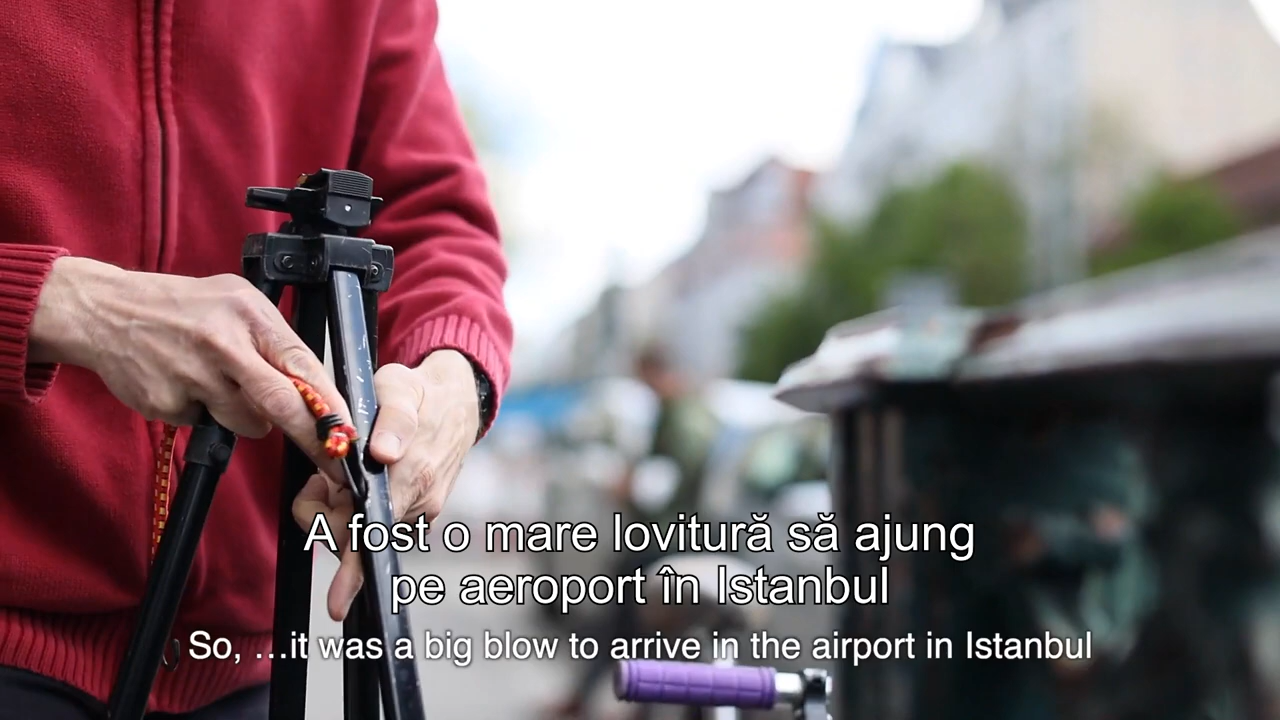 A fost o mare lovitură să ajung
pe aeroport în Istanbul
So, …it was a big blow to arrive in the airport in Istanbul